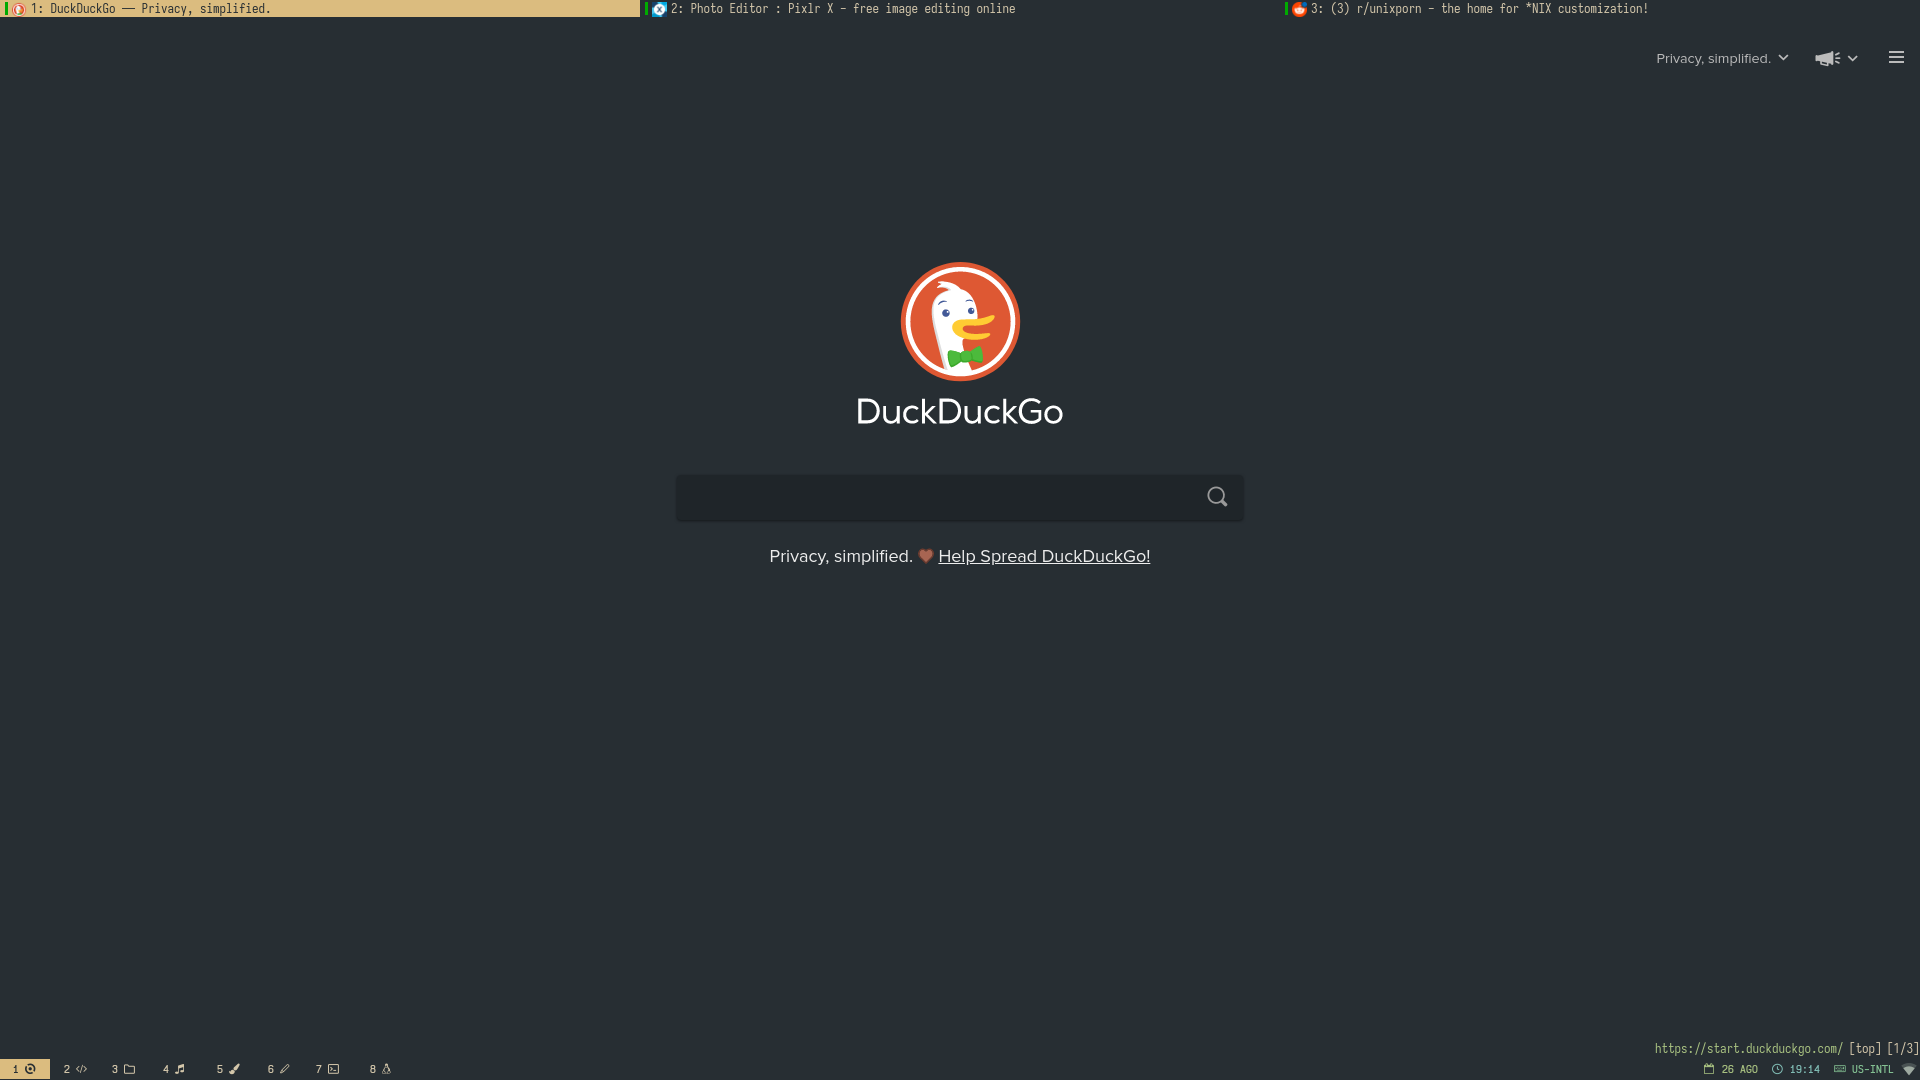 1: DuckDuckGo — Privacy, simplified.
2: Photo Editor : Pixlr X - free image editing online
3: (3) r/unixporn - the home for *NIX customization!
Privacy, simplified.
DuckDuckGo
Privacy, simplified. Help Spread DuckDuckGo!
https://start.duckduckgo.com/ [top] [1/3]
1 2 3 4 5 6 7 8 26 AGO 19:14 US-INTL